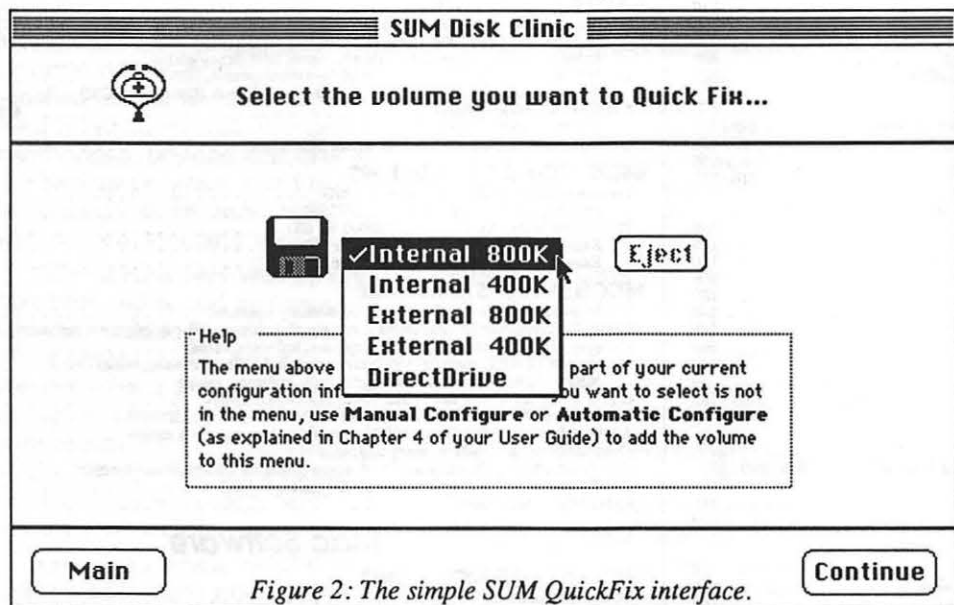 SUM Disk Clinic
Select the volume you want to Quick Fix...
✓Internal 800K
Internal 400K
External 800K
External 400K
DirectDrive
Eject
Help
The menu above part of your current
configuration inf you want to select is not
in the menu, use Manual Configure or Automatic Configure
(as explained in Chapter 4 of your User Guide) to add the volume
to this menu.
Main
Figure 2: The simple SUM QuickFix interface.
Continue